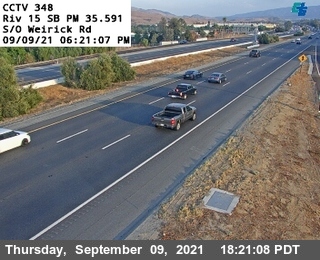 CCTV 348
Riv 15 SB PM 35.591
S/O Weirick Rd
09/09/21 06:21:07 PM
Thursday, September 09, 2021 18:21:08 PDT